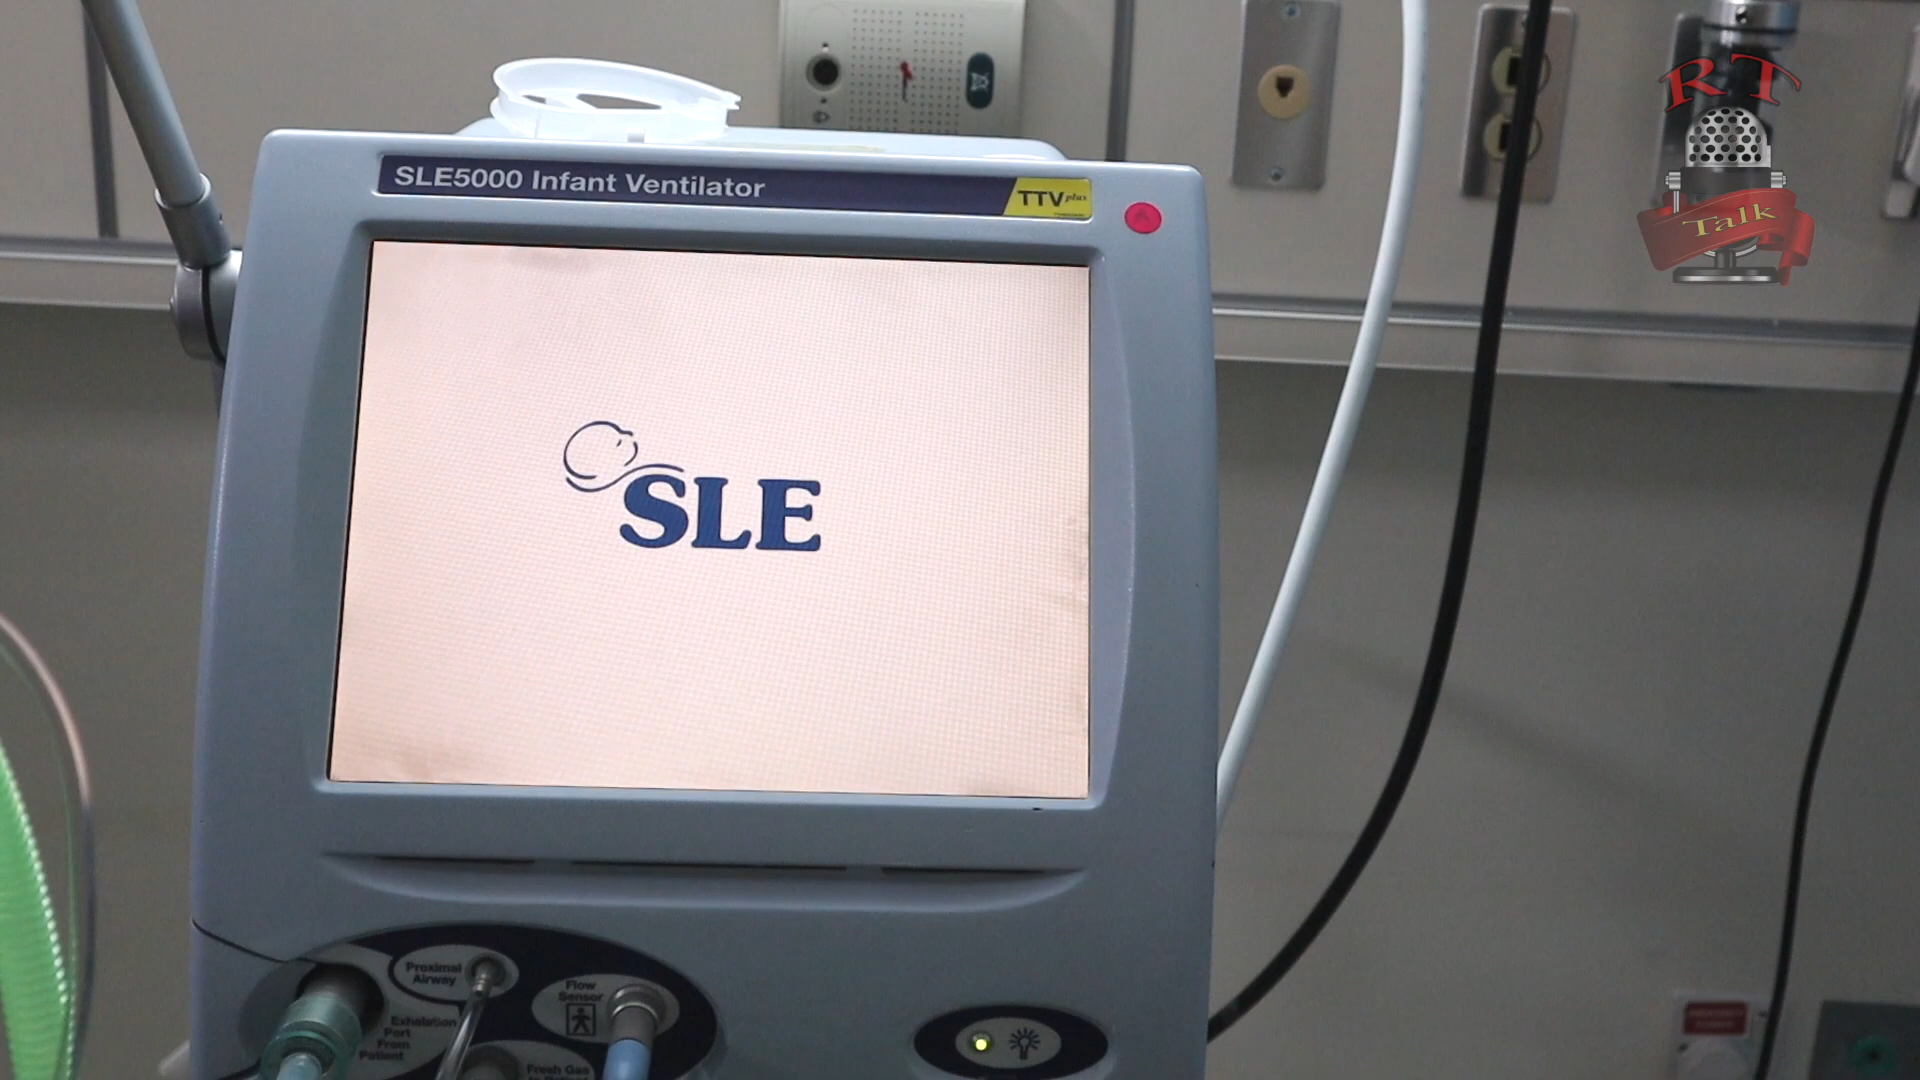 RT
Talk
SLE5000 Infant Ventilator
TTV plus
SLE
Proximal
Airway
Flow
Sensor
Exhalation
Port
From
Patient
Fresh Gas